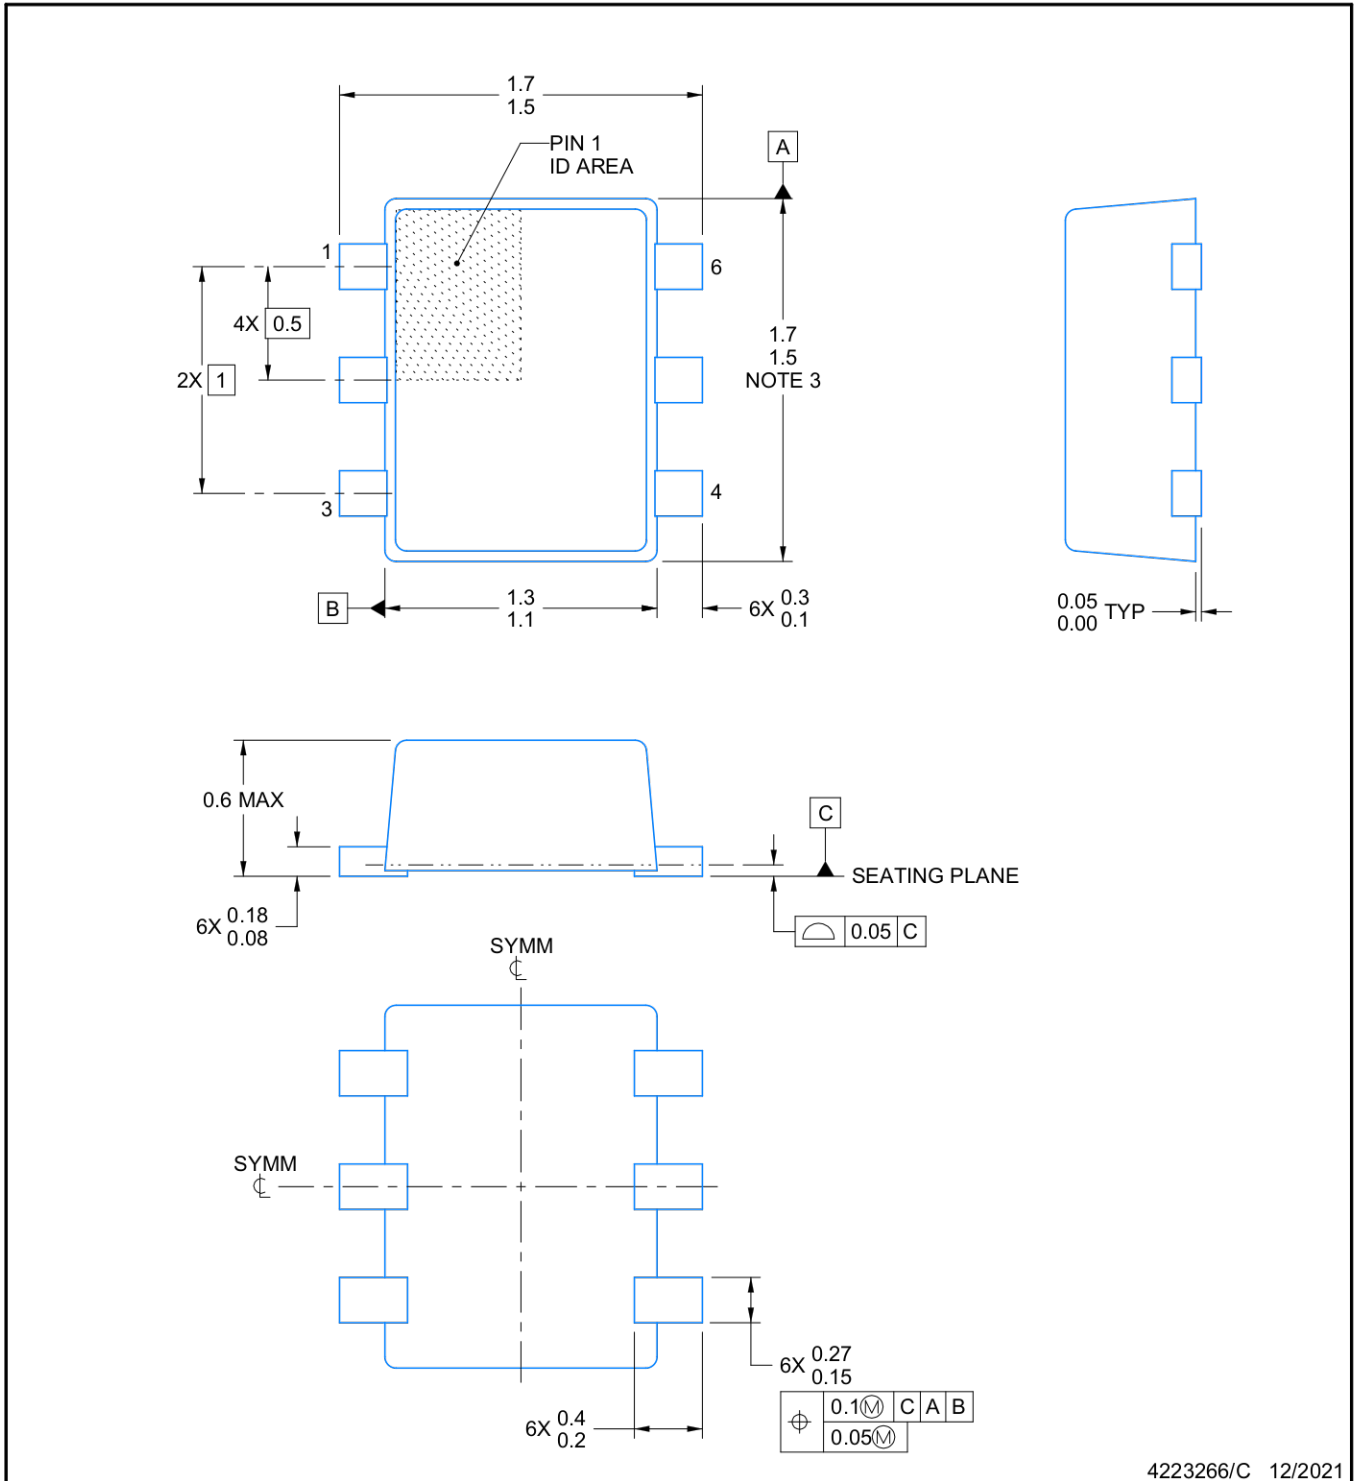 1.7
1.5
PIN 1
ID AREA
A
1
6
4X 0.5
1.7
1.5
NOTE 3
2X 1
3
4
B
1.3
1.1
6X 0.3
0.1
0.05
0.00 TYP
0.6 MAX
C
SEATING PLANE
6X 0.18
0.08
0.05 C
SYMM
SYMM
6X 0.27
0.15
0.1Ⓜ C A B
0.05Ⓜ
6X 0.4
0.2
4223266/C 12/2021